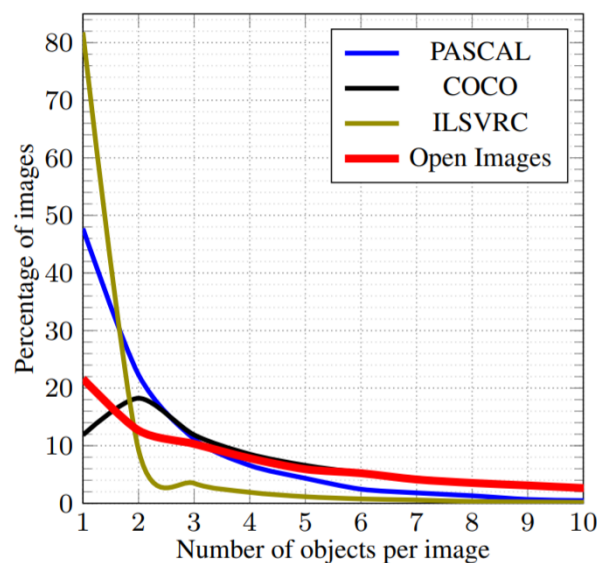 80
70
60
50
40
30
20
10
0
Percentage of images
PASCAL
COCO
ILSVRC
Open Images
1 2 3 4 5 6 7 8 9 10
Number of objects per image